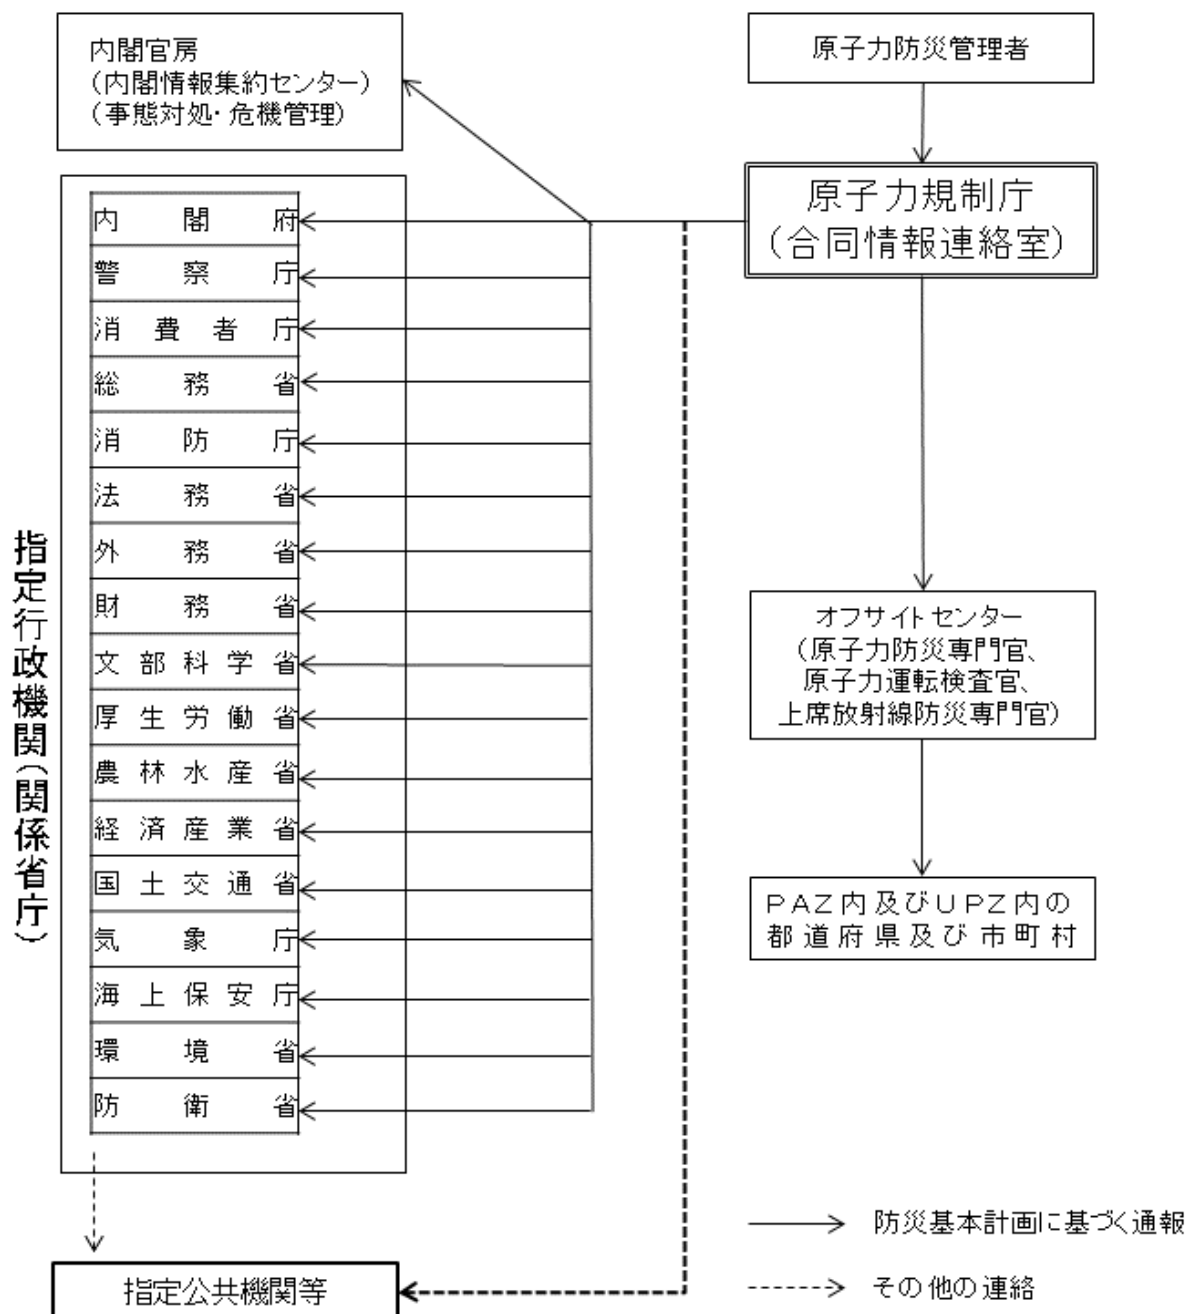 内閣官房
(内閣情報集約センター)
(事態対処・危機管理)
原子力防災管理者
原子力規制庁
(合同情報連絡室)
指定行政機関(関係省庁)
内閣府
警察庁
消費者庁
総務省
消防庁
法務省
外務省
財務省
文部科学省
厚生労働省
農林水産省
経済産業省
国土交通省
気象庁
海上保安庁
環境省
防衛省
オフサイトセンター
(原子力防災専門官、
原子力運転検査官、
上席放射線防災専門官)
PAZ内及びUPZ内の
都道府県及び市町村
指定公共機関等
防災基本計画に基づく通報
その他の連絡